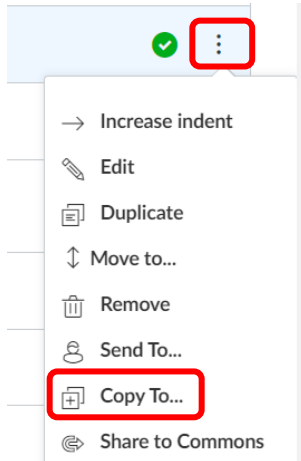 Increase indent
Edit
Duplicate
Move to...
Remove
Send To...
Copy To...
Share to Commons